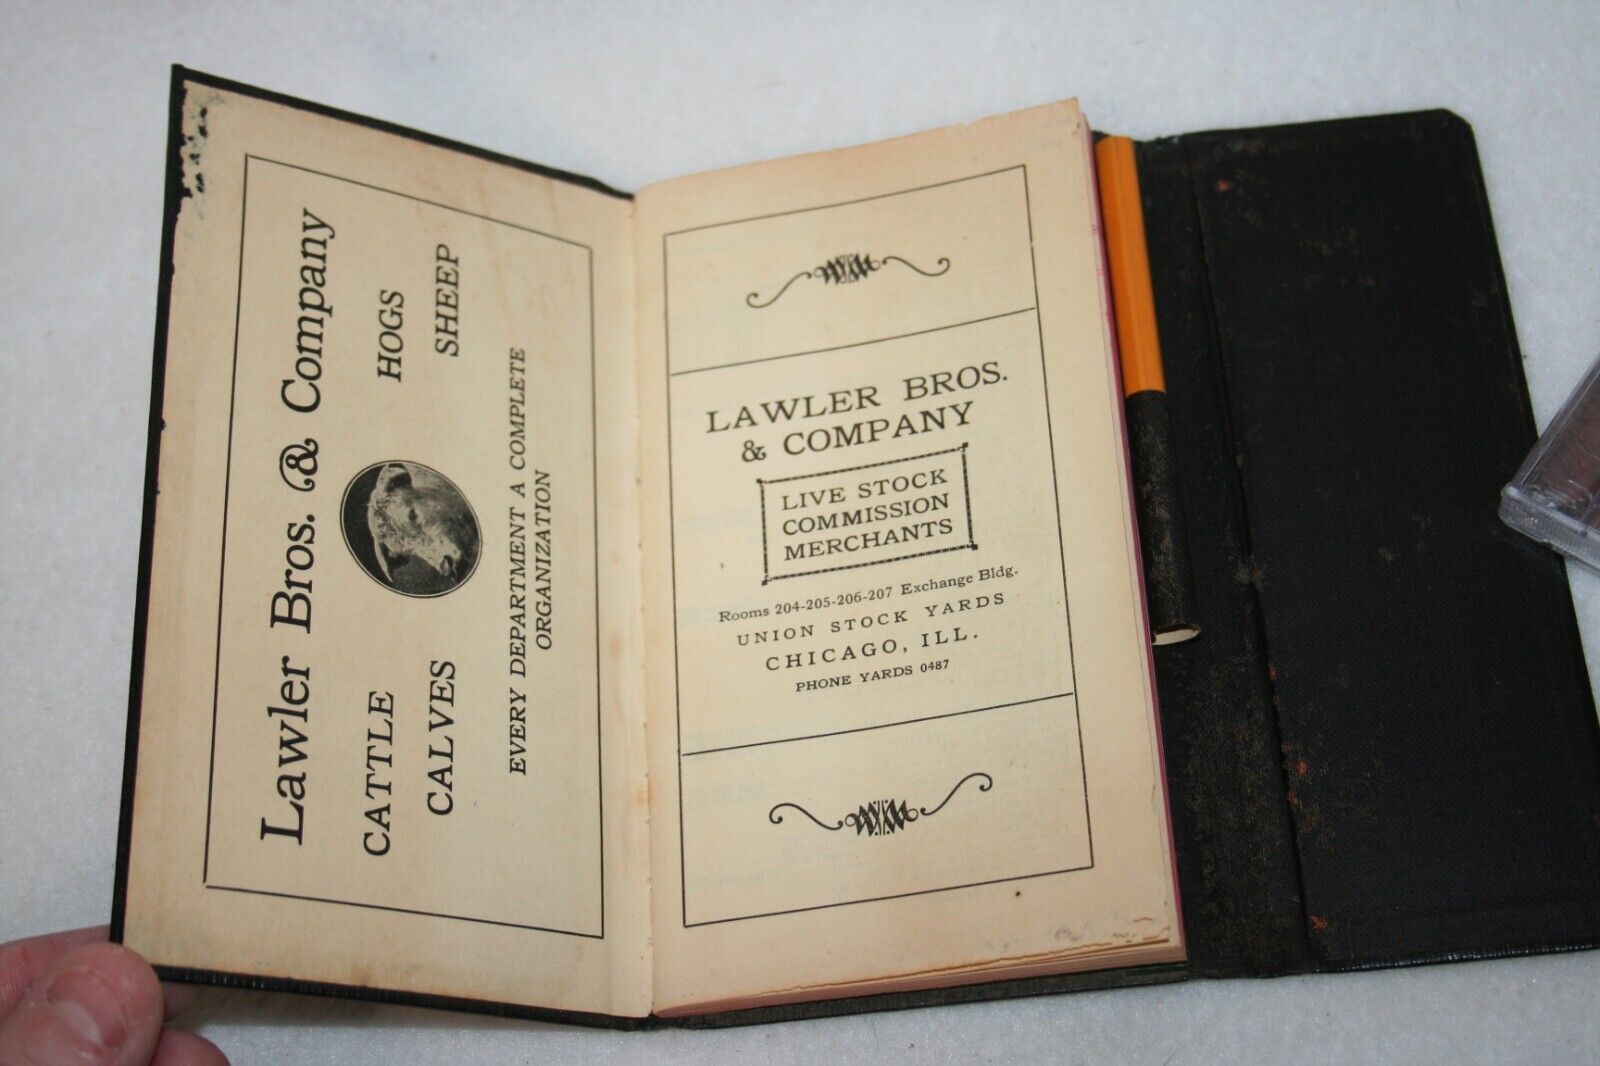 Lawler Bros. & Company
CATTLE HOGS
CALVES SHEEP
EVERY DEPARTMENT A COMPLETE
ORGANIZATION
LAWLER BROS.
& COMPANY
LIVE STOCK
COMMISSION
MERCHANTS
Rooms 204-205-206-207 Exchange Bldg.
UNION STOCK YARDS
CHICAGO, ILL.
PHONE YARDS 0487